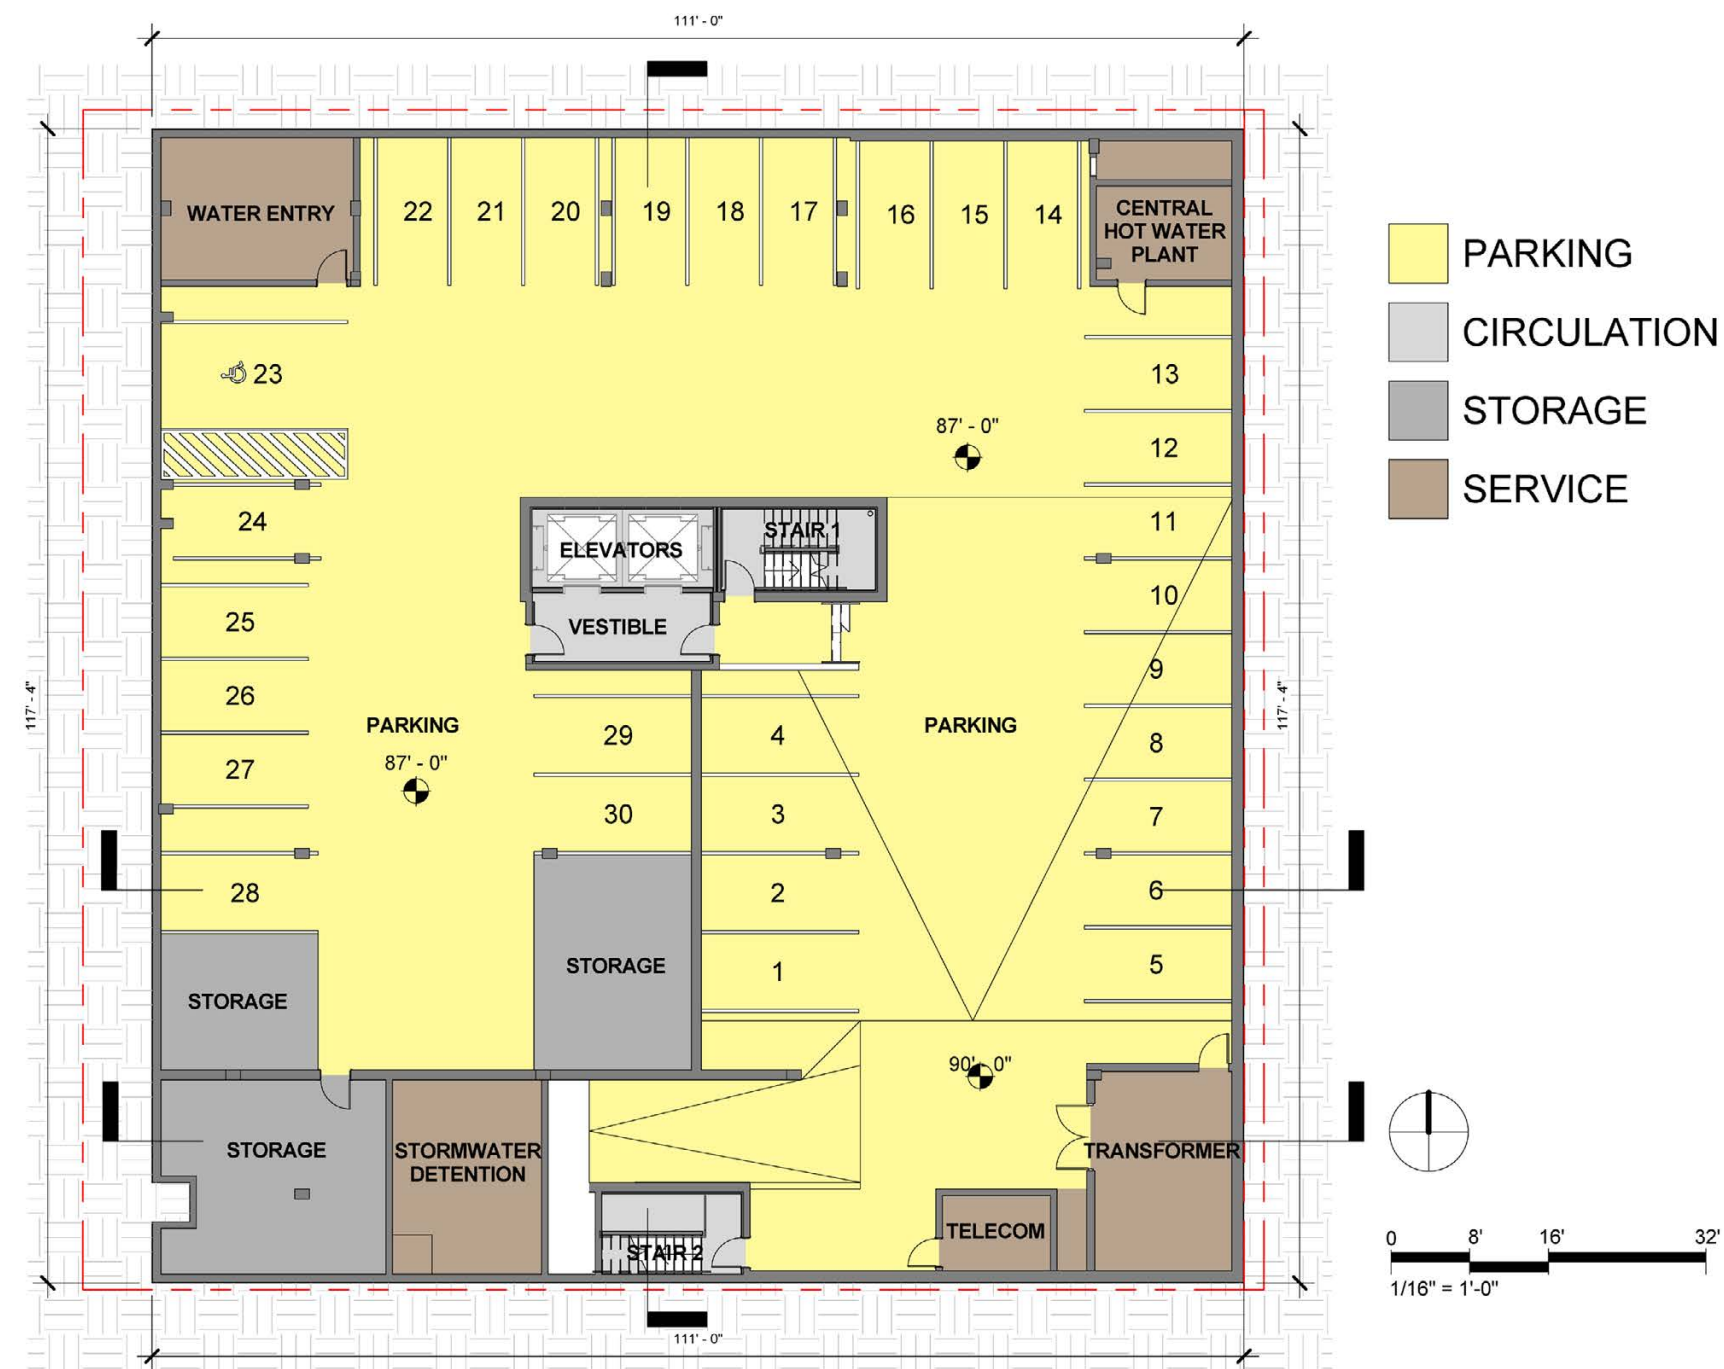 111' - 0"
WATER ENTRY
22
21
20
19
18
17
16
15
14
CENTRAL
HOT WATER
PLANT
PARKING
CIRCULATION
STORAGE
SERVICE
23
13
87' - 0"
12
24
11
STAIR 1
ELEVATORS
10
25
VESTIBLE
9
26
117' - 4"
PARKING
87' - 0"
29
4
PARKING
8
117' - 4"
27
30
3
7
28
2
6
STORAGE
1
5
STORAGE
90' - 0"
STORAGE
STORMWATER
DETENTION
TRANSFORMER
TELECOM
STAIR 2
0
8'
16'
32'
1/16" = 1'-0"
111' - 0"